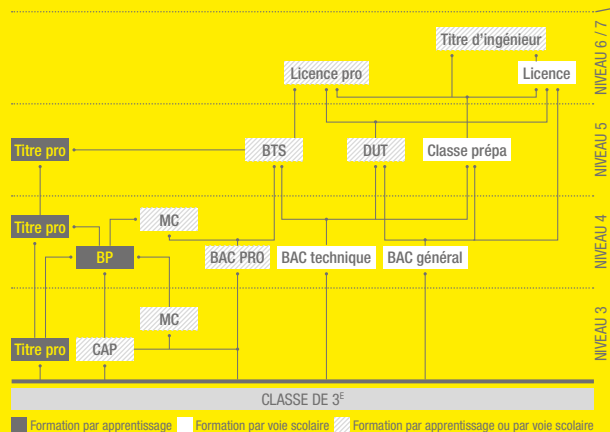 Titre d'ingénieur
Licence pro
Licence
NIVEAU 6 / 7
Titre pro
BTS
DUT
Classe prépa
NIVEAU 5
MC
Titre pro
BP
BAC PRO
BAC technique
BAC général
NIVEAU 4
MC
Titre pro
CAP
NIVEAU 3
CLASSE DE 3E
Formation par apprentissage
Formation par voie scolaire
Formation par apprentissage ou par voie scolaire